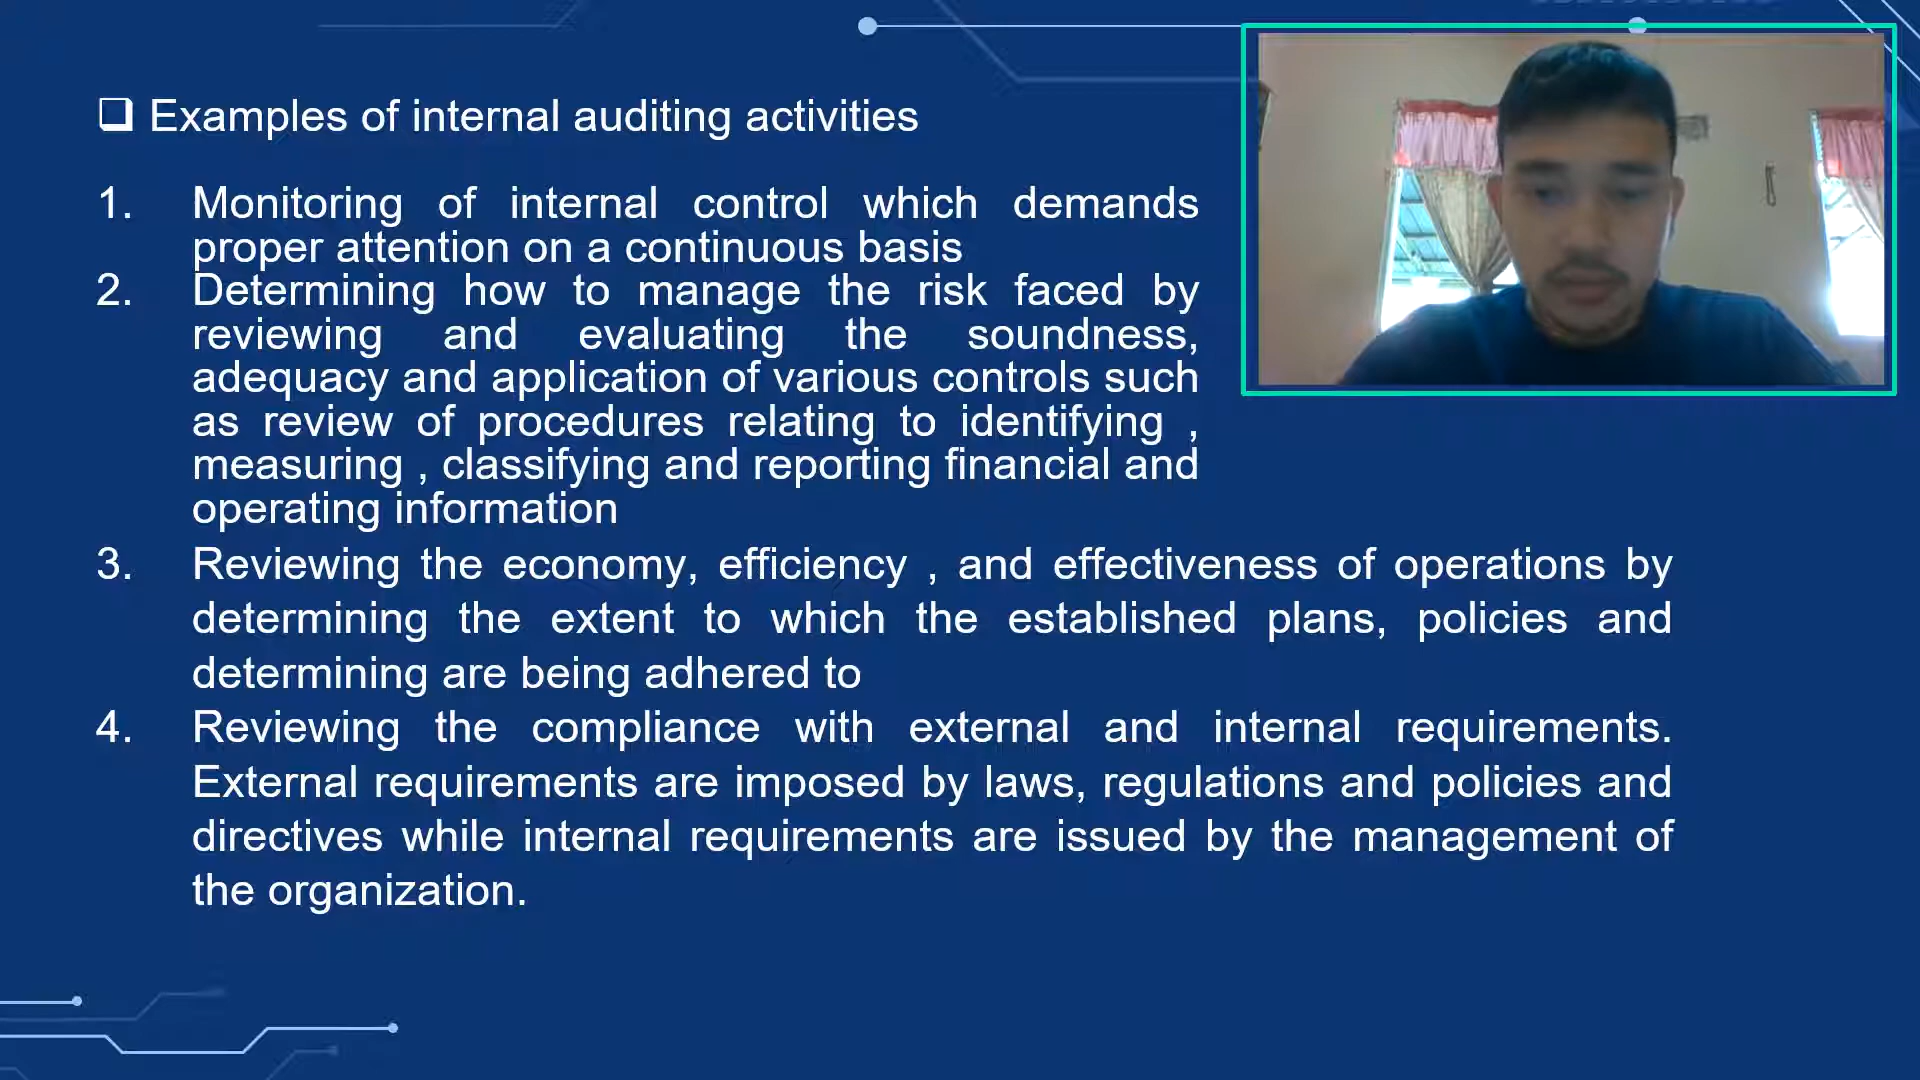 ❑ Examples of internal auditing activities
1. Monitoring of internal control which demands
proper attention on a continuous basis
2. Determining how to manage the risk faced by
reviewing and evaluating the soundness,
adequacy and application of various controls such
as review of procedures relating to identifying ,
measuring , classifying and reporting financial and
operating information
3. Reviewing the economy, efficiency , and effectiveness of operations by
determining the extent to which the established plans, policies and
determining are being adhered to
4. Reviewing the compliance with external and internal requirements.
External requirements are imposed by laws, regulations and policies and
directives while internal requirements are issued by the management of
the organization.